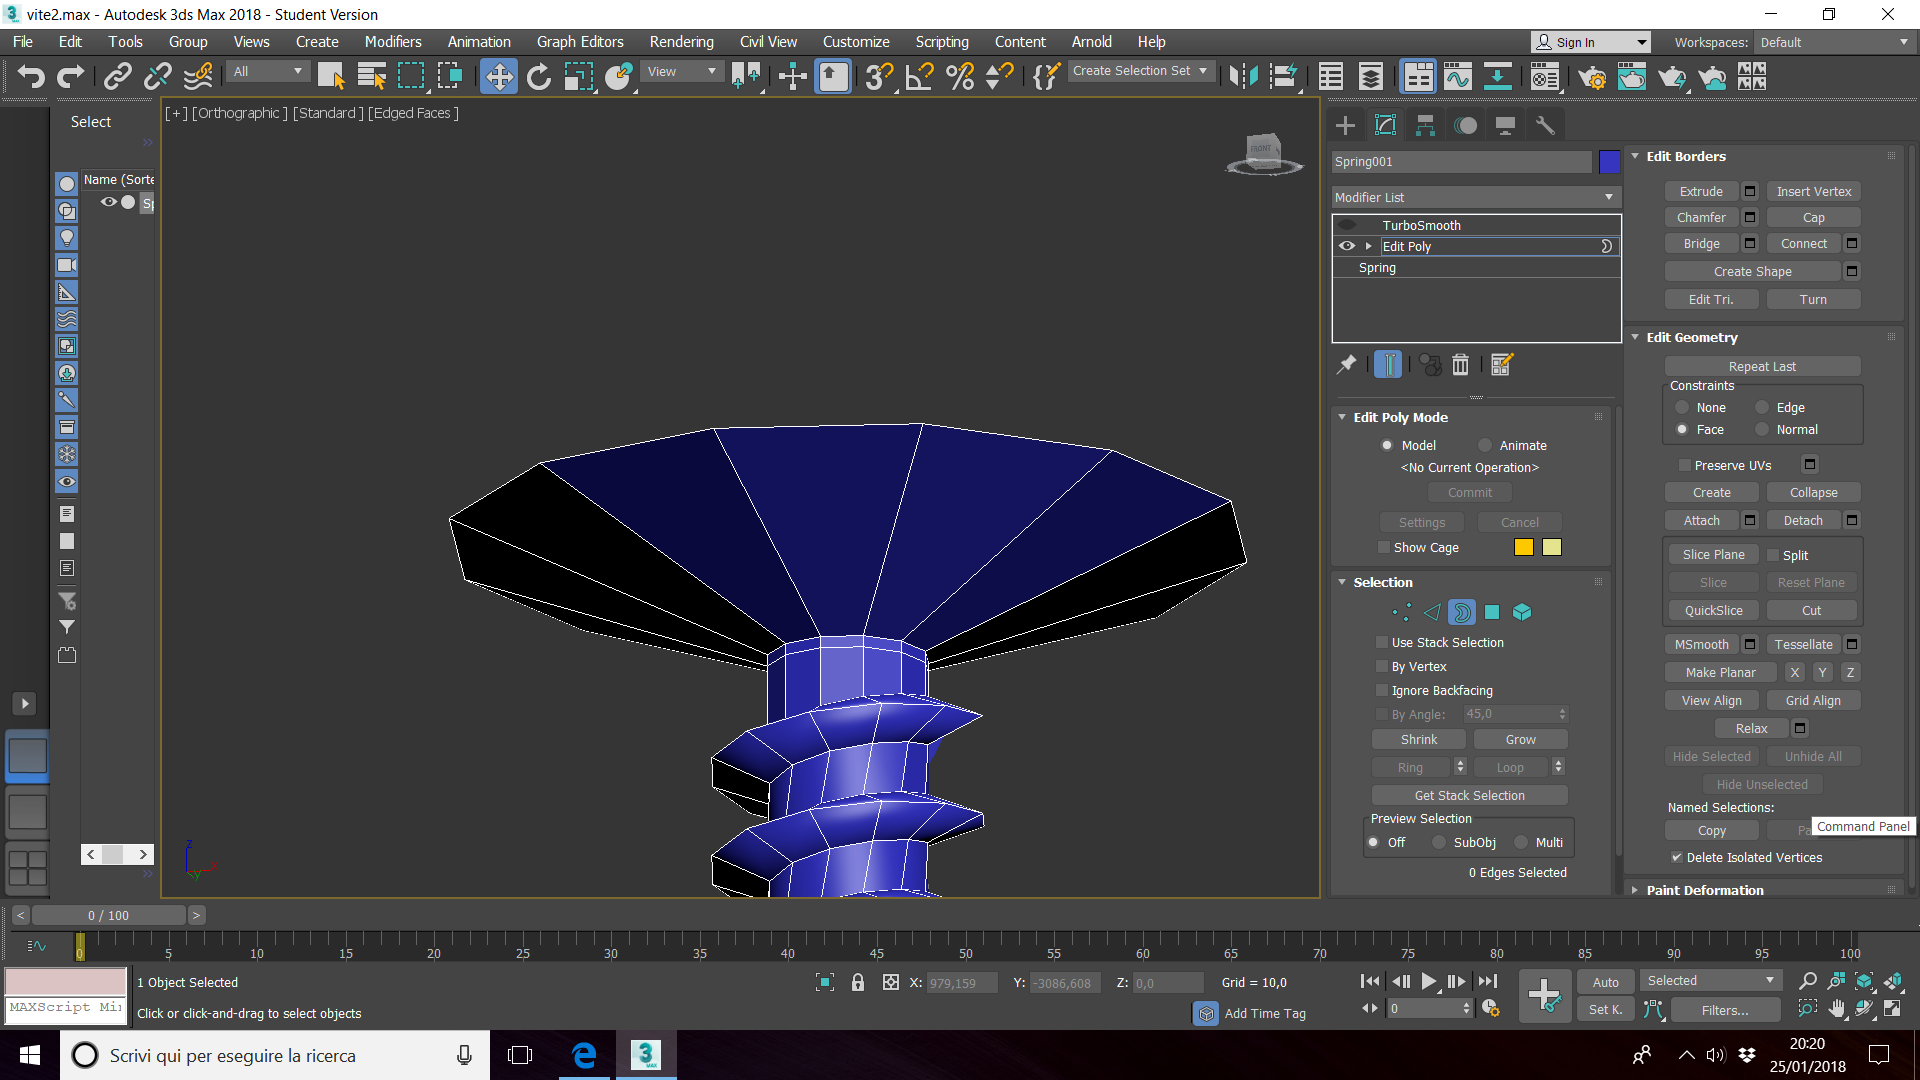 vite2.max - Autodesk 3ds Max 2018 - Student Version
File Edit Tools Group Views Create Modifiers Animation Graph Editors Rendering Civil View Customize Scripting Content Arnold Help
Sign In Workspaces: Default
All View Create Selection Set
Select
Name (Sorte
Sp
[+] [Orthographic ] [Standard ] [Edged Faces ]
FRONT
Spring001
Modifier List
TurboSmooth
Edit Poly
Spring
Edit Poly Mode
Model Animate
<No Current Operation>
Commit
Settings Cancel
Show Cage
Selection
Use Stack Selection
By Vertex
Ignore Backfacing
By Angle: 45,0
Shrink Grow
Ring Loop
Get Stack Selection
Preview Selection
Off SubObj Multi
0 Edges Selected
Edit Borders
Extrude Insert Vertex
Chamfer Cap
Bridge Connect
Create Shape
Edit Tri. Turn
Edit Geometry
Repeat Last
Constraints
None Edge
Face Normal
Preserve UVs
Create Collapse
Attach Detach
Slice Plane Split
Slice Reset Plane
QuickSlice Cut
MSmooth Tessellate
Make Planar X Y Z
View Align Grid Align
Relax
Hide Selected Unhide All
Hide Unselected
Named Selections:
Copy Pa
Command Panel
Delete Isolated Vertices
Paint Deformation
z
x
y
< 0 / 100 >
0 5 10 15 20 25 30 35 40 45 50 55 60 65 70 75 80 85 90 95 100
1 Object Selected X: 979,159 Y: -3086,608 Z: 0,0 Grid = 10,0 Auto Selected
MAXScript Mi
Click or click-and-drag to select objects Add Time Tag 0 Set K. Filters...
Scrivi qui per eseguire la ricerca
3
MAX
20:20
25/01/2018